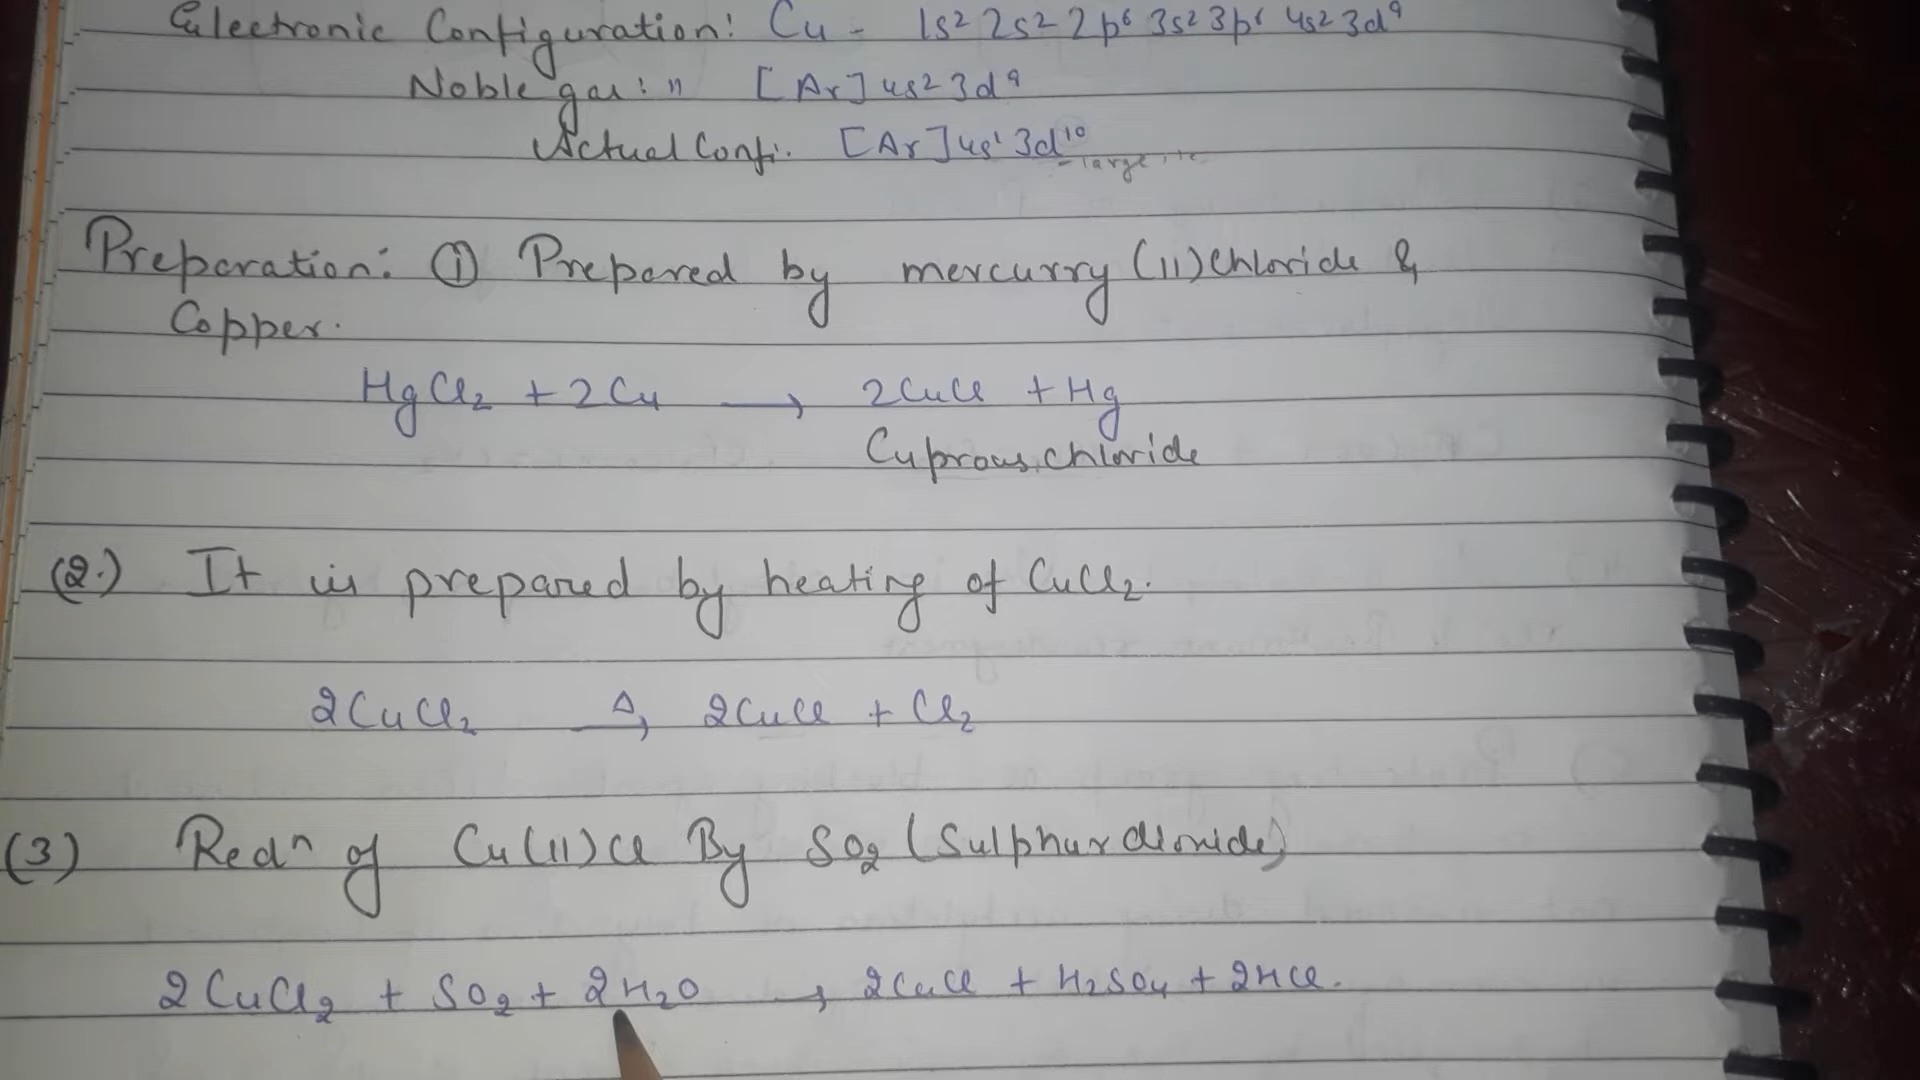 Electronic Configuration: Cu - 1s² 2s² 2p⁶ 3s² 3p⁶ 4s² 3d⁹
Noble gas: " [Ar] 4s² 3d⁹
Actual Confi. [Ar] 4s¹ 3d¹⁰
large
Preparation: ① Prepared by mercurry (II) chloride &
Copper.
HgCl₂ + 2Cu → 2CuCl + Hg
Cuprous chloride
(2.) It is prepared by heating of CuCl₂.
2CuCl₂ →Δ 2CuCl + Cl₂
(3) Redⁿ of Cu(II)Cl By SO₂ (Sulphur dioxide)
2CuCl₂ + SO₂ + 2H₂O → 2CuCl + H₂SO₄ + 2HCl.